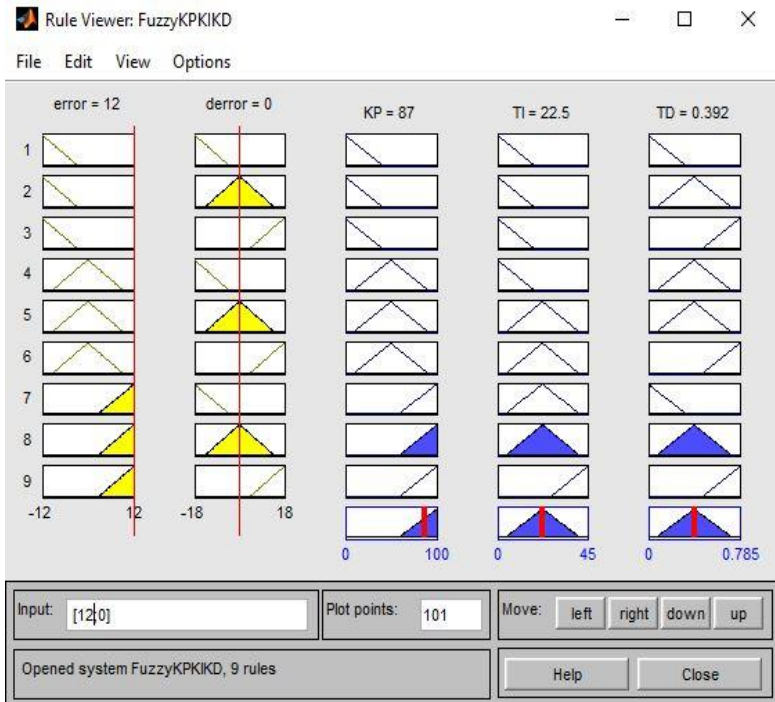 Rule Viewer: FuzzyKPKIKD
File Edit View Options
error = 12 derror = 0 KP = 87 TI = 22.5 TD = 0.392
1
2
3
4
5
6
7
8
9
-12 12 -18 18
0 100 0 45 0 0.785
Input: [12;0] Plot points: 101 Move: left right down up
Opened system FuzzyKPKIKD, 9 rules Help Close